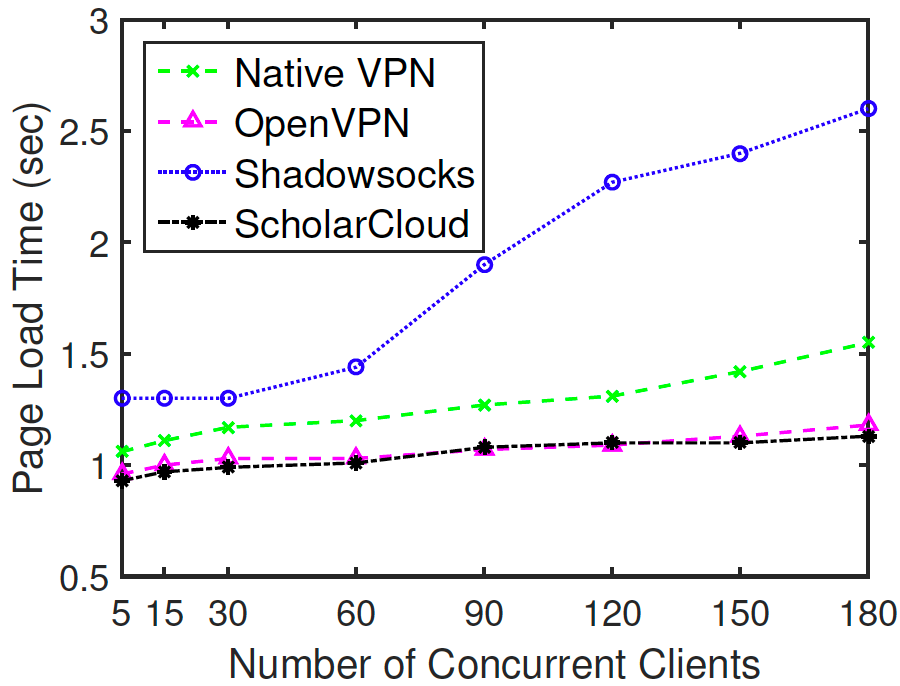 3
2.5
2
1.5
1
0.5
Page Load Time (sec)
Native VPN
OpenVPN
Shadowsocks
ScholarCloud
5 15 30 60 90 120 150 180
Number of Concurrent Clients